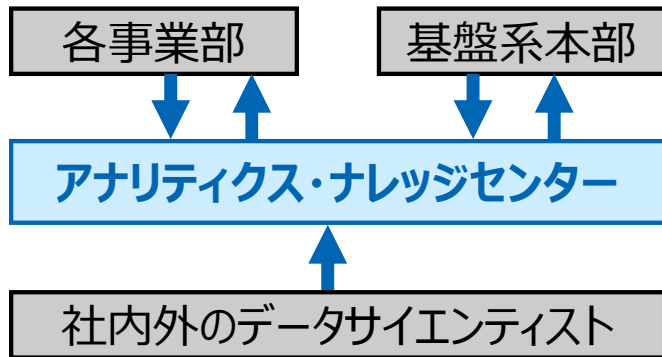 各事業部
基盤系本部
アナリティクス・ナレッジセンター
社内外のデータサイエンティスト